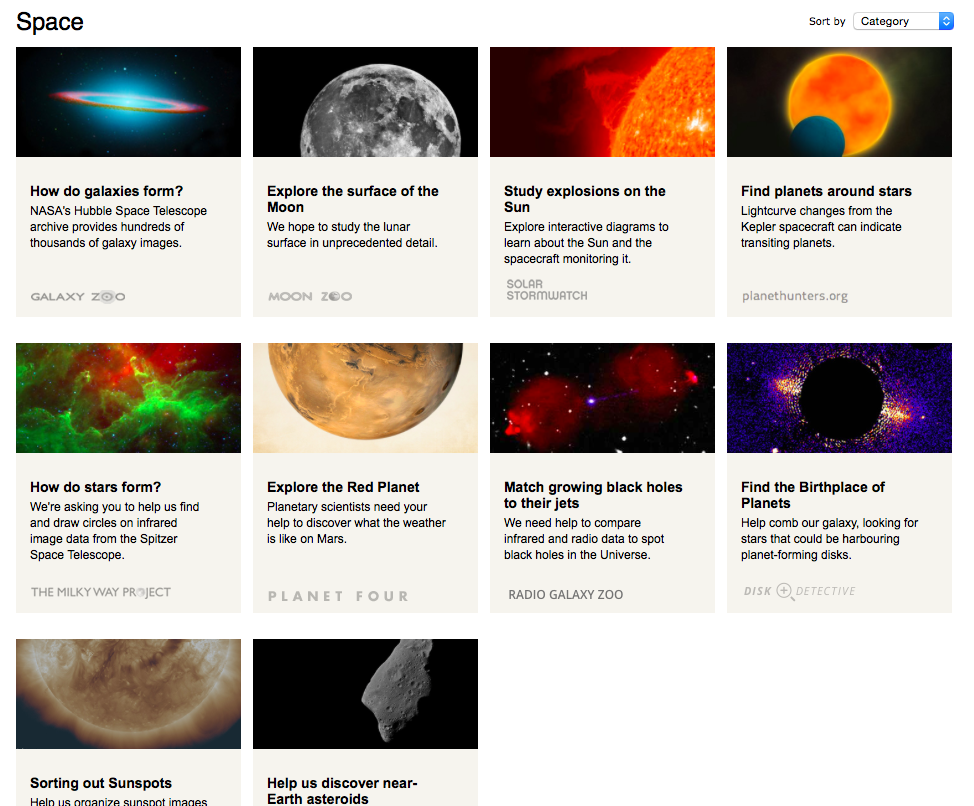 Space
Sort by Category
How do galaxies form?
NASA's Hubble Space Telescope
archive provides hundreds of
thousands of galaxy images.
GALAXY ZOO
Explore the surface of the
Moon
We hope to study the lunar
surface in unprecedented detail.
MOON ZOO
Study explosions on the
Sun
Explore interactive diagrams to
learn about the Sun and the
spacecraft monitoring it.
SOLAR
STORMWATCH
Find planets around stars
Lightcurve changes from the
Kepler spacecraft can indicate
transiting planets.
planethunters.org
How do stars form?
We're asking you to help us find
and draw circles on infrared
image data from the Spitzer
Space Telescope.
THE MILKY WAY PROJECT
Explore the Red Planet
Planetary scientists need your
help to discover what the weather
is like on Mars.
PLANET FOUR
Match growing black holes
to their jets
We need help to compare
infrared and radio data to spot
black holes in the Universe.
RADIO GALAXY ZOO
Find the Birthplace of
Planets
Help comb our galaxy, looking for
stars that could be harbouring
planet-forming disks.
DISK DETECTIVE
Sorting out Sunspots
Help us organize sunspot images
Help us discover near-
Earth asteroids